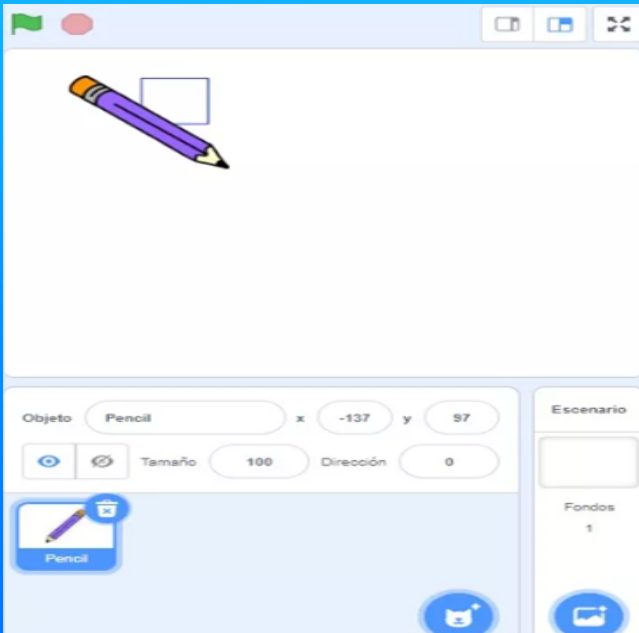 Objeto Pencil x -137 y 97
Tamaño 100 Dirección 0
Pencil
Escenario
Fondos
1